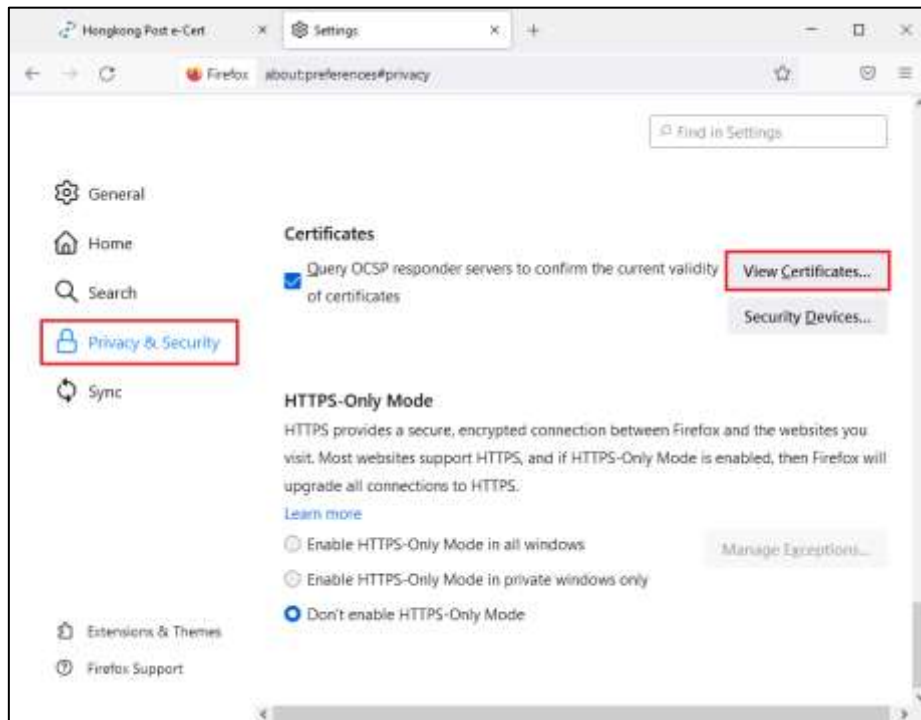 Hongkong Post e-Cert
Settings
Firefox about:preferences#privacy
Find in Settings
General
Home
Search
Privacy & Security
Sync
Extensions & Themes
Firefox Support
Certificates
Query OCSP responder servers to confirm the current validity
of certificates
View Certificates...
Security Devices...
HTTPS-Only Mode
HTTPS provides a secure, encrypted connection between Firefox and the websites you
visit. Most websites support HTTPS, and if HTTPS-Only Mode is enabled, then Firefox will
upgrade all connections to HTTPS.
Learn more
Enable HTTPS-Only Mode in all windows
Manage Exceptions...
Enable HTTPS-Only Mode in private windows only
Don't enable HTTPS-Only Mode